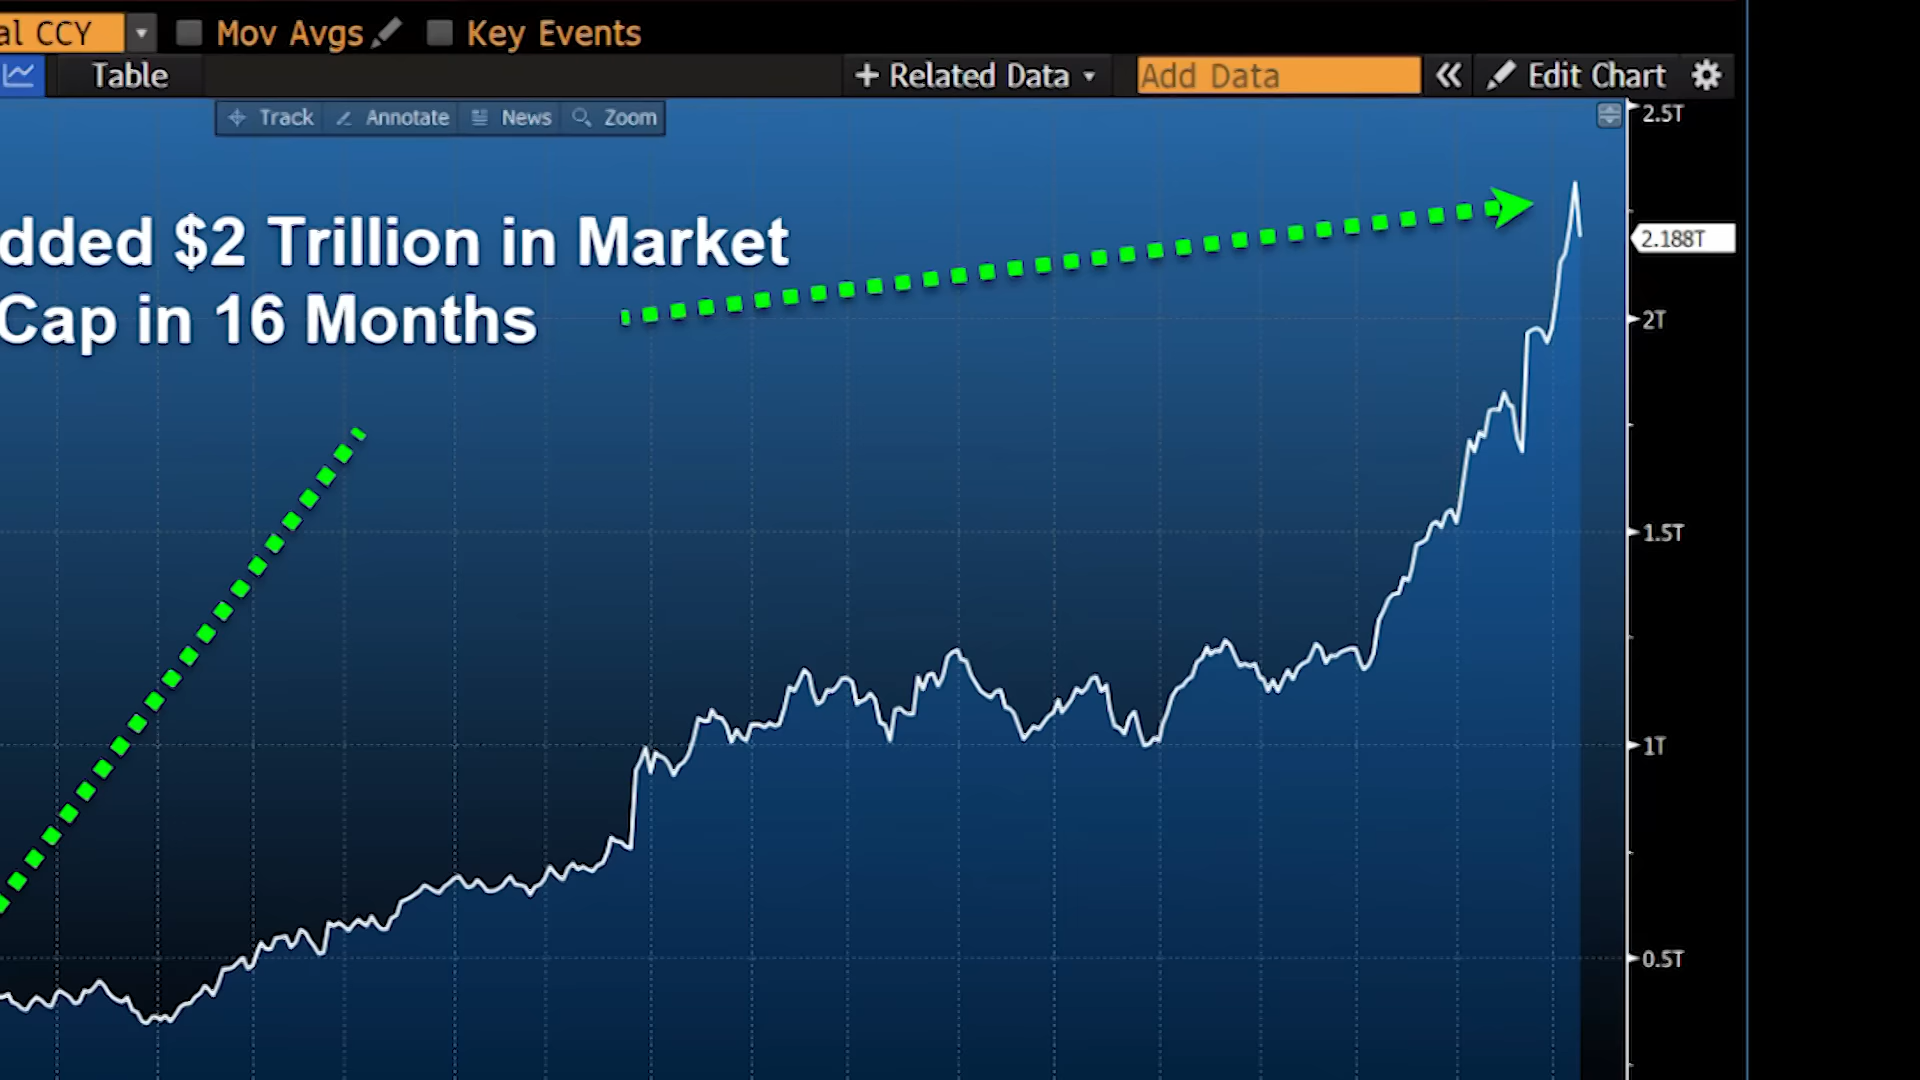 al CCY Mov Avgs Key Events
Table + Related Data Add Data Edit Chart
Track Annotate News Zoom
2.5T
dded $2 Trillion in Market
Cap in 16 Months
2.188T
2T
1.5T
1T
0.5T